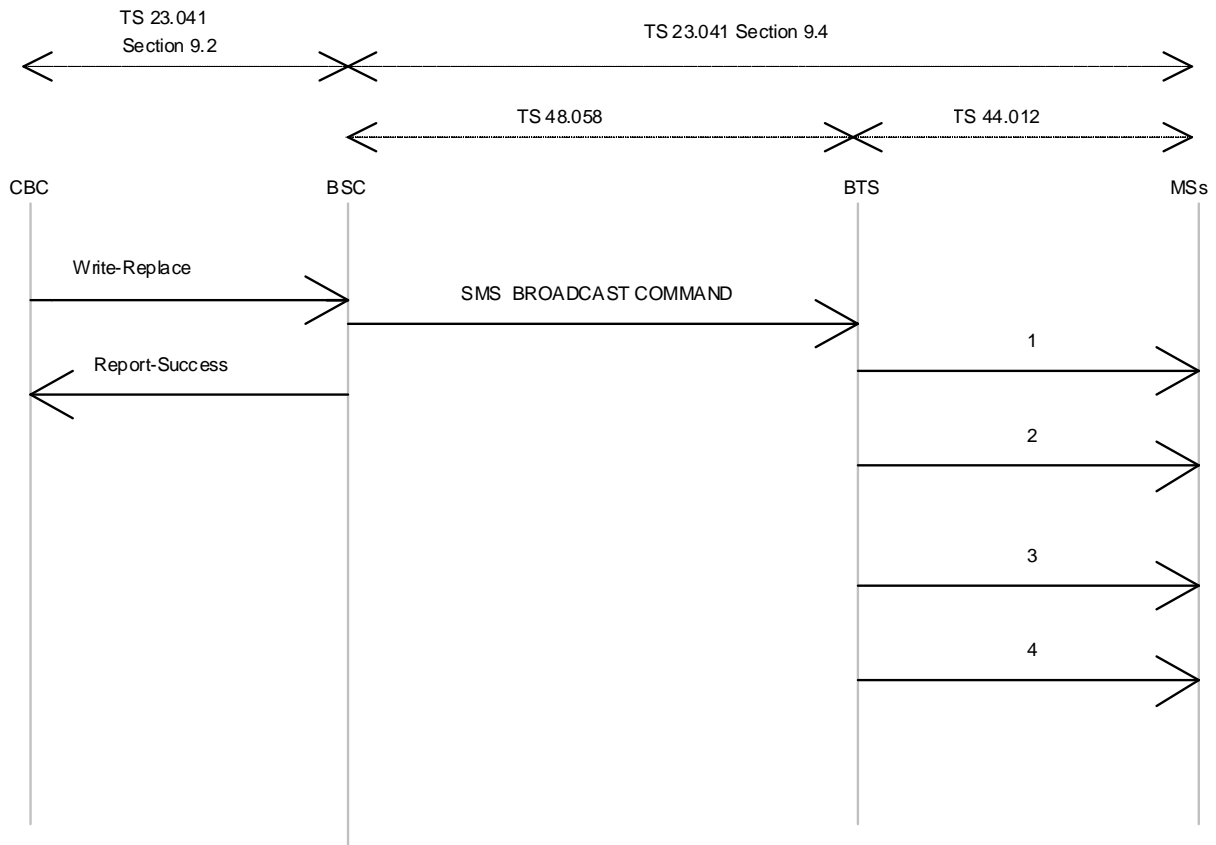 TS 23.041
Section 9.2
TS 23.041 Section 9.4
TS 48.058
TS 44.012
CBC
BSC
BTS
MSs
Write-Replace
SMS BROADCAST COMMAND
1
Report-Success
2
3
4